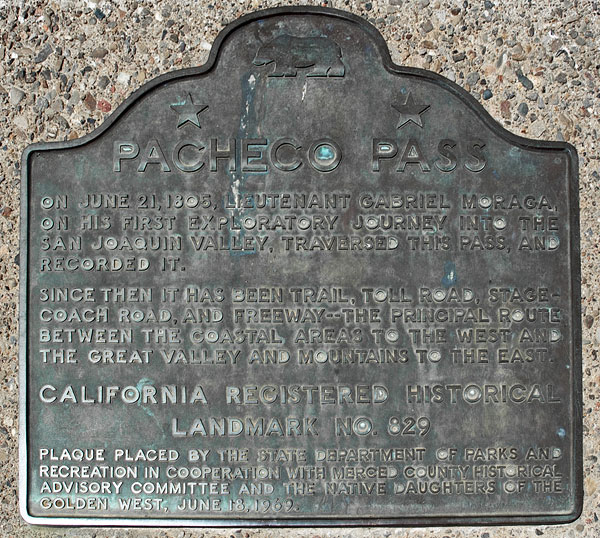 PACHECO PASS
ON JUNE 21, 1805, LIEUTENANT GABRIEL MORAGA,
ON HIS FIRST EXPLORATORY JOURNEY INTO THE
SAN JOAQUIN VALLEY, TRAVERSED THIS PASS, AND
RECORDED IT.
SINCE THEN IT HAS BEEN TRAIL, TOLL ROAD, STAGE-
COACH ROAD, AND FREEWAY--THE PRINCIPAL ROUTE
BETWEEN THE COASTAL AREAS TO THE WEST AND
THE GREAT VALLEY AND MOUNTAINS TO THE EAST.
CALIFORNIA REGISTERED HISTORICAL
LANDMARK NO. 829
PLAQUE PLACED BY THE STATE DEPARTMENT OF PARKS AND
RECREATION IN COOPERATION WITH MERCED COUNTY HISTORICAL
ADVISORY COMMITTEE AND THE NATIVE DAUGHTERS OF THE
GOLDEN WEST, JUNE 18, 1969.